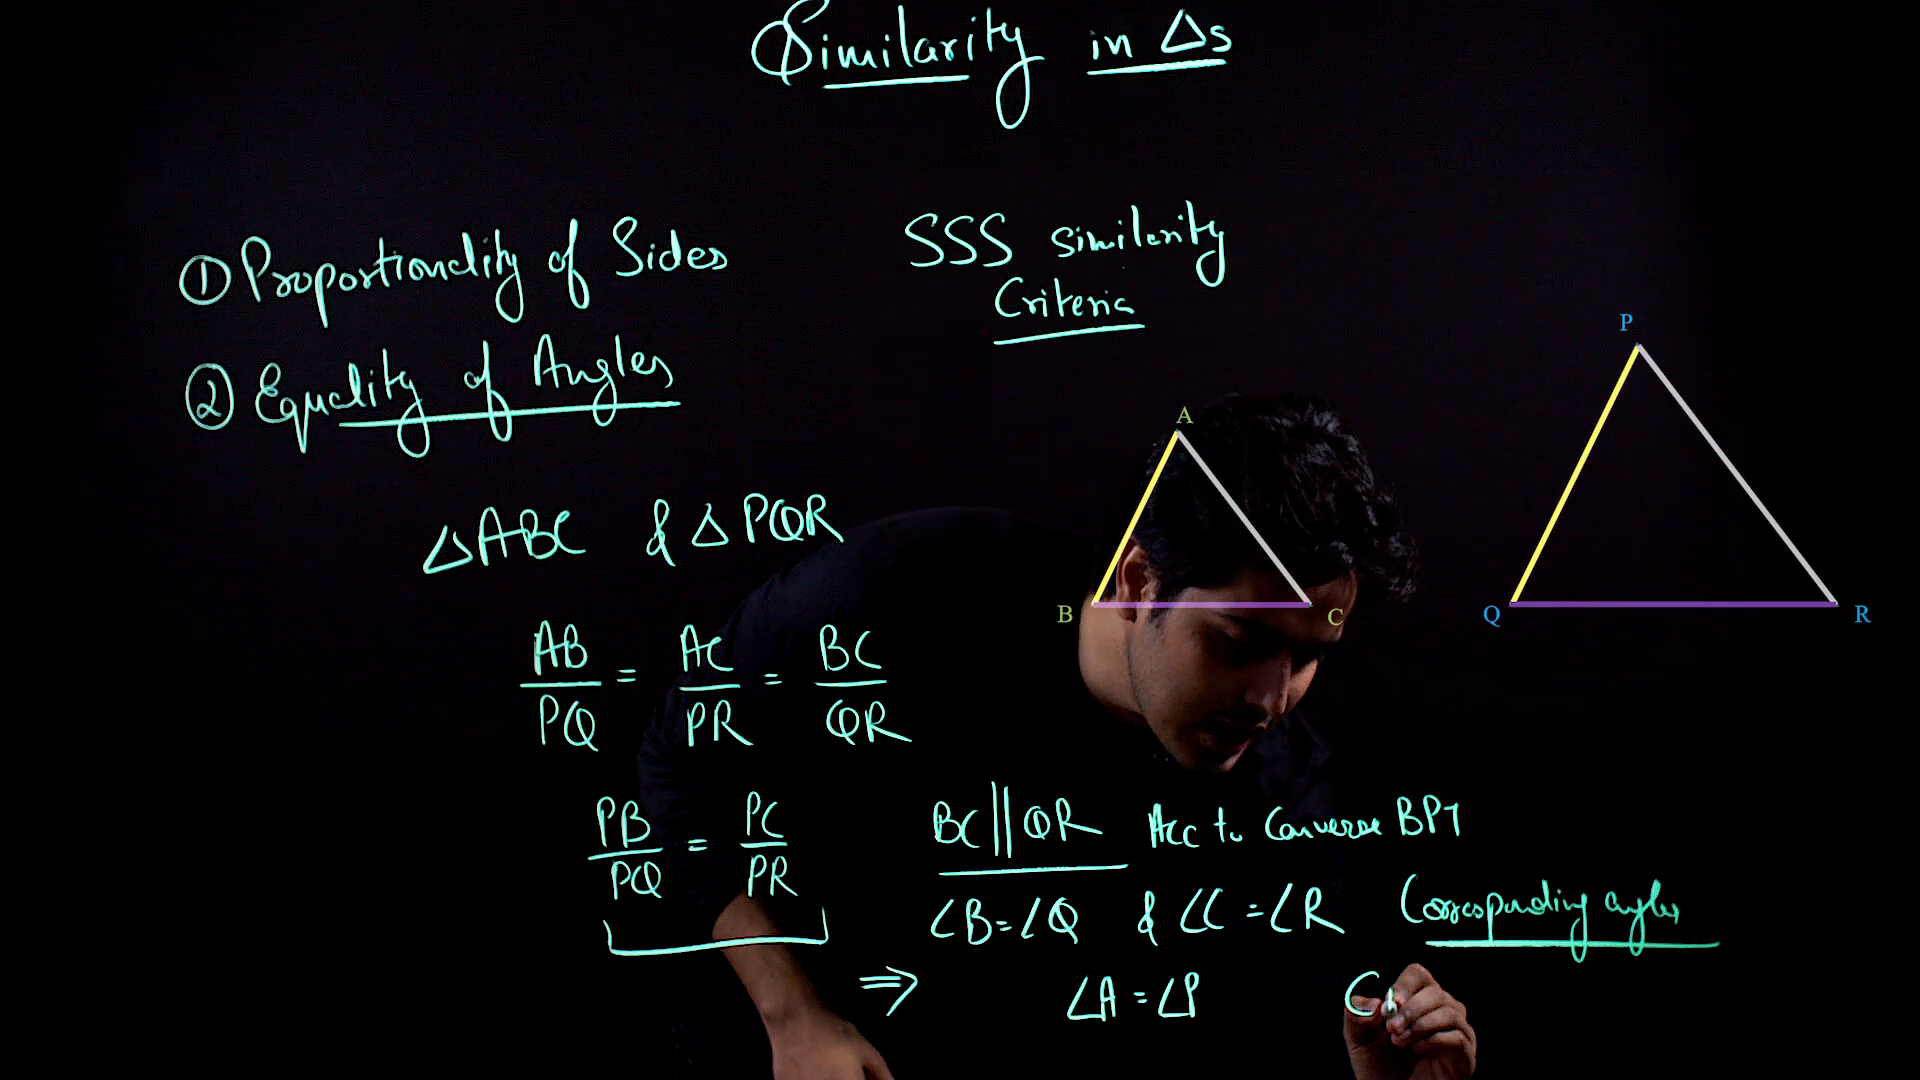 Similarity in Δs
① Proportionality of Sides
② Equality of Angles
SSS similarity
Criteria
ΔABC & ΔPQR
AB/PQ = AC/PR = BC/QR
PB/PQ = PC/PR
BC || QR Acc to Converse BPT
∠B = ∠Q & ∠C = ∠R Corresponding angles
⇒ ∠A = ∠P
A
B
C
P
Q
R